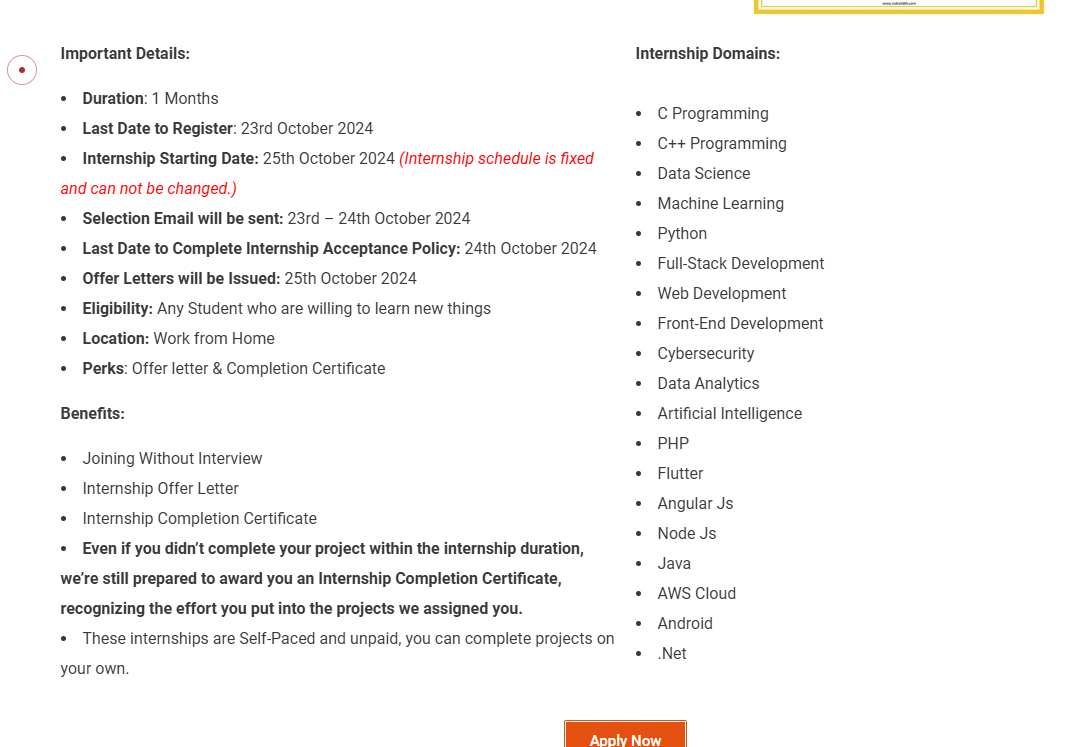 Important Details:
• Duration: 1 Months
• Last Date to Register: 23rd October 2024
• Internship Starting Date: 25th October 2024 (Internship schedule is fixed
and can not be changed.)
• Selection Email will be sent: 23rd – 24th October 2024
• Last Date to Complete Internship Acceptance Policy: 24th October 2024
• Offer Letters will be Issued: 25th October 2024
• Eligibility: Any Student who are willing to learn new things
• Location: Work from Home
• Perks: Offer letter & Completion Certificate
Benefits:
• Joining Without Interview
• Internship Offer Letter
• Internship Completion Certificate
• Even if you didn’t complete your project within the internship duration,
we’re still prepared to award you an Internship Completion Certificate,
recognizing the effort you put into the projects we assigned you.
• These internships are Self-Paced and unpaid, you can complete projects on
your own.
Internship Domains:
• C Programming
• C++ Programming
• Data Science
• Machine Learning
• Python
• Full-Stack Development
• Web Development
• Front-End Development
• Cybersecurity
• Data Analytics
• Artificial Intelligence
• PHP
• Flutter
• Angular Js
• Node Js
• Java
• AWS Cloud
• Android
• .Net
Apply Now